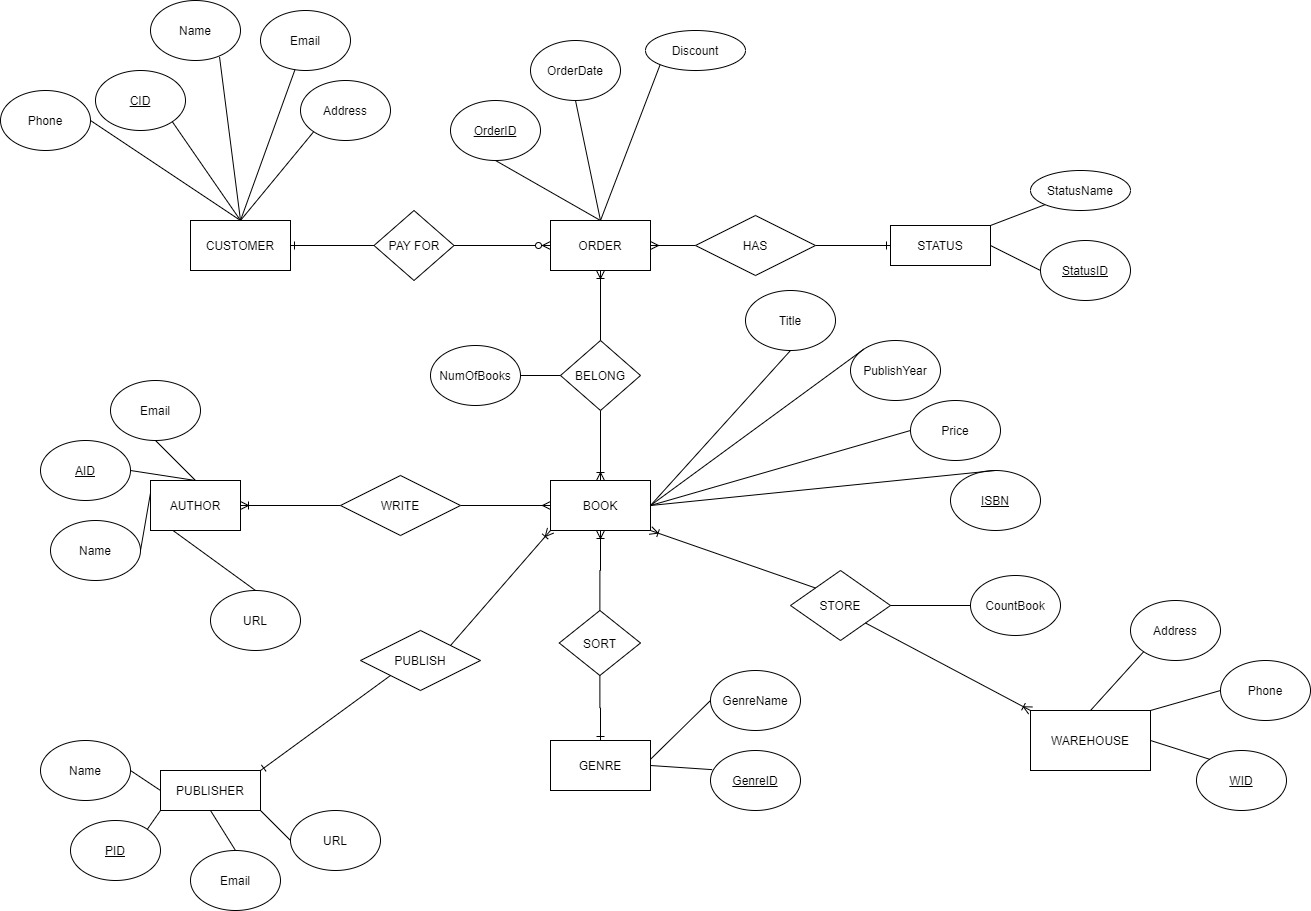 Name
Email
Discount
OrderDate
CID
Address
Phone
OrderID
StatusName
CUSTOMER
PAY FOR
ORDER
HAS
STATUS
StatusID
Title
PublishYear
NumOfBooks
BELONG
Email
Price
AID
ISBN
AUTHOR
WRITE
BOOK
Name
URL
STORE
CountBook
Address
SORT
PUBLISH
Phone
GenreName
WAREHOUSE
GENRE
Name
GenreID
WID
PUBLISHER
URL
PID
Email